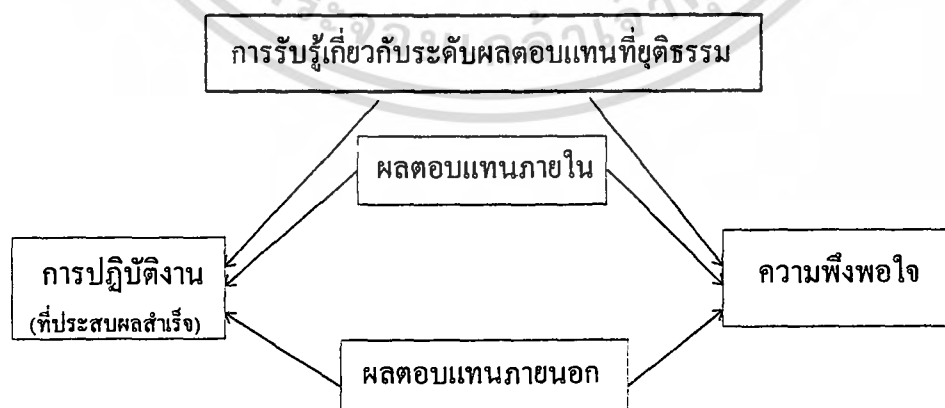 การรับรู้เกี่ยวกับระดับผลตอบแทนที่ยุติธรรม
ผลตอบแทนภายใน
การปฏิบัติงาน
(ที่ประสบผลสำเร็จ)
ความพึงพอใจ
ผลตอบแทนภายนอก